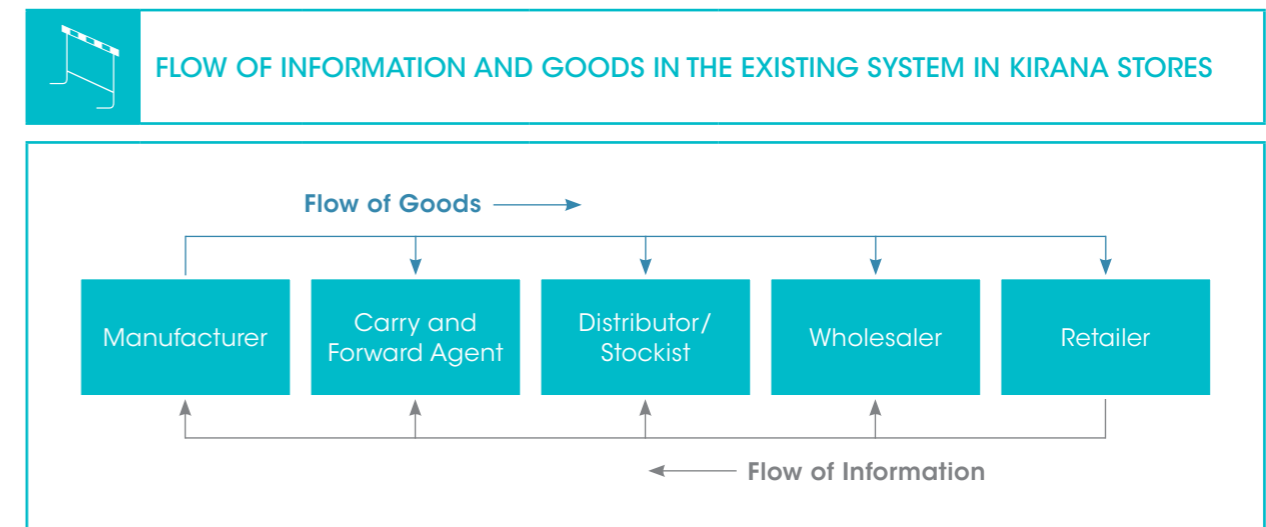 FLOW OF INFORMATION AND GOODS IN THE EXISTING SYSTEM IN KIRANA STORES
Flow of Goods
Manufacturer
Carry and
Forward Agent
Distributor/
Stockist
Wholesaler
Retailer
Flow of Information